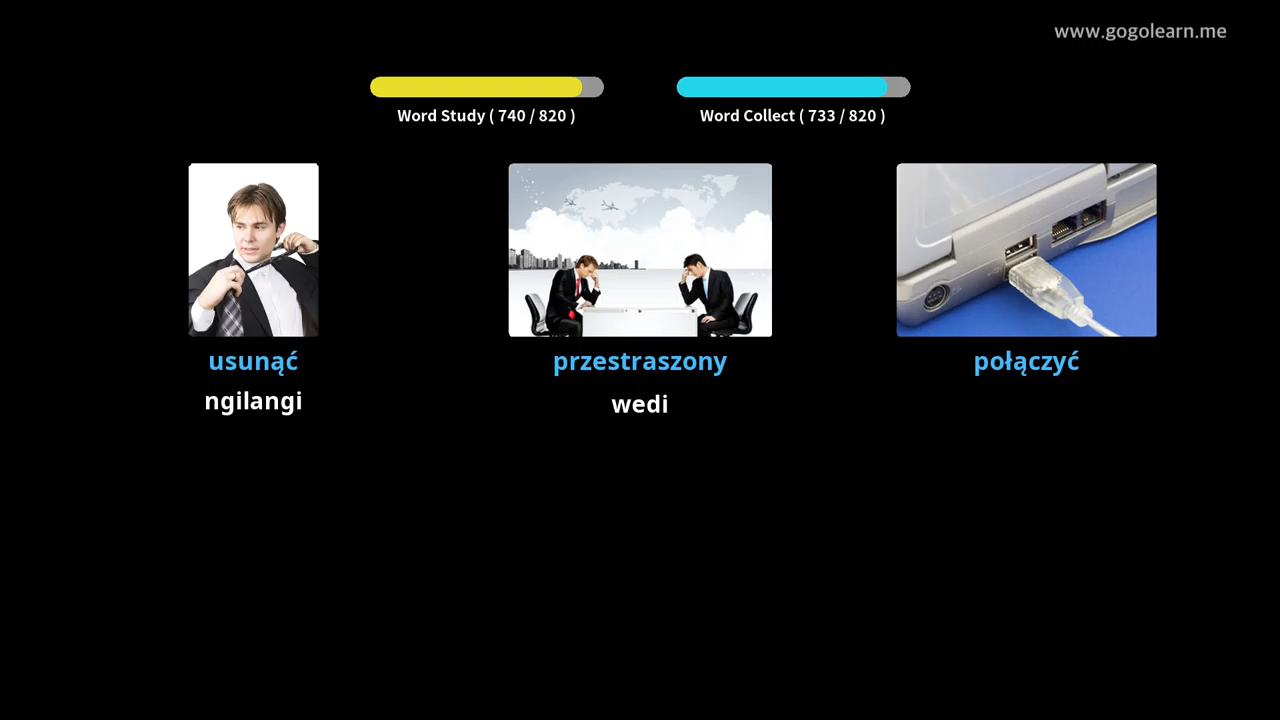 www.gogolearn.me
Word Study ( 740 / 820 )
Word Collect ( 733 / 820 )
usunąć
ngilangi
przestraszony
wedi
połączyć